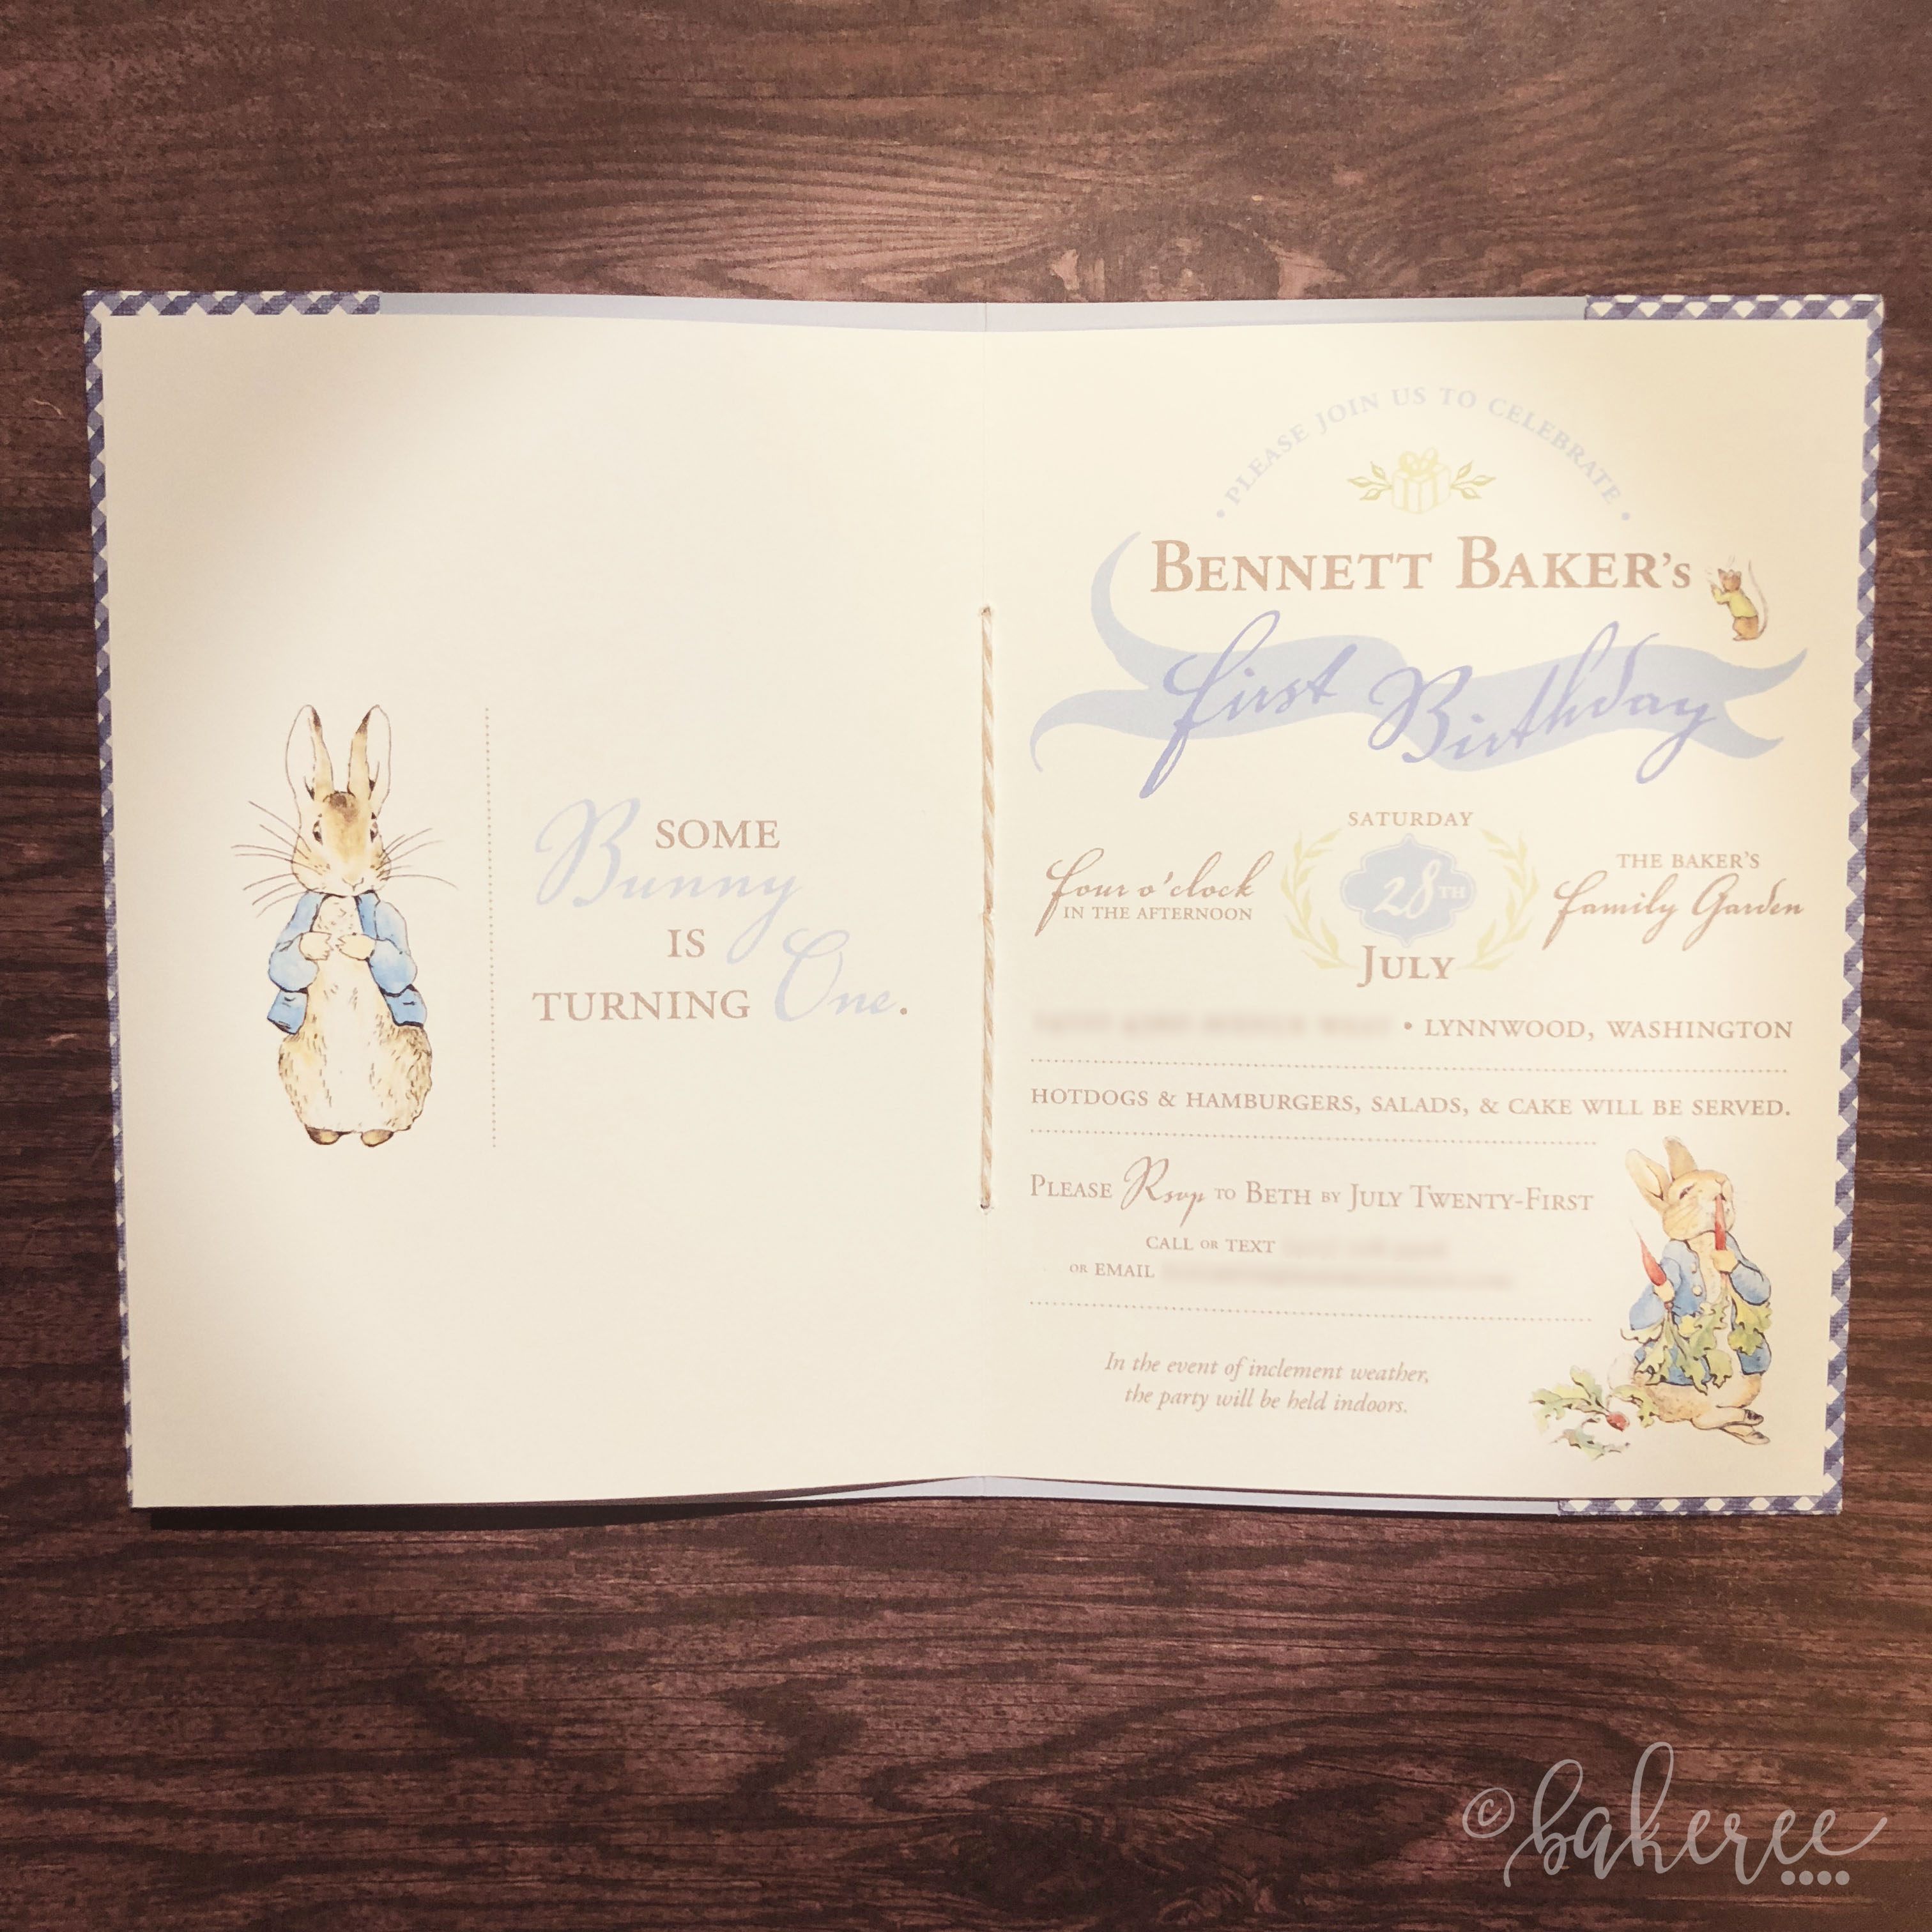 SOME
Bunny
IS
TURNING One.
• PLEASE JOIN US TO CELEBRATE •
BENNETT BAKER's
First Birthday
four o'clock
IN THE AFTERNOON
SATURDAY
28TH
JULY
THE BAKER'S
family Garden
• LYNNWOOD, WASHINGTON
HOTDOGS & HAMBURGERS, SALADS, & CAKE WILL BE SERVED.
PLEASE Rsvp TO BETH BY JULY TWENTY-FIRST
CALL OR TEXT
OR EMAIL
In the event of inclement weather,
the party will be held indoors.
© bakeree